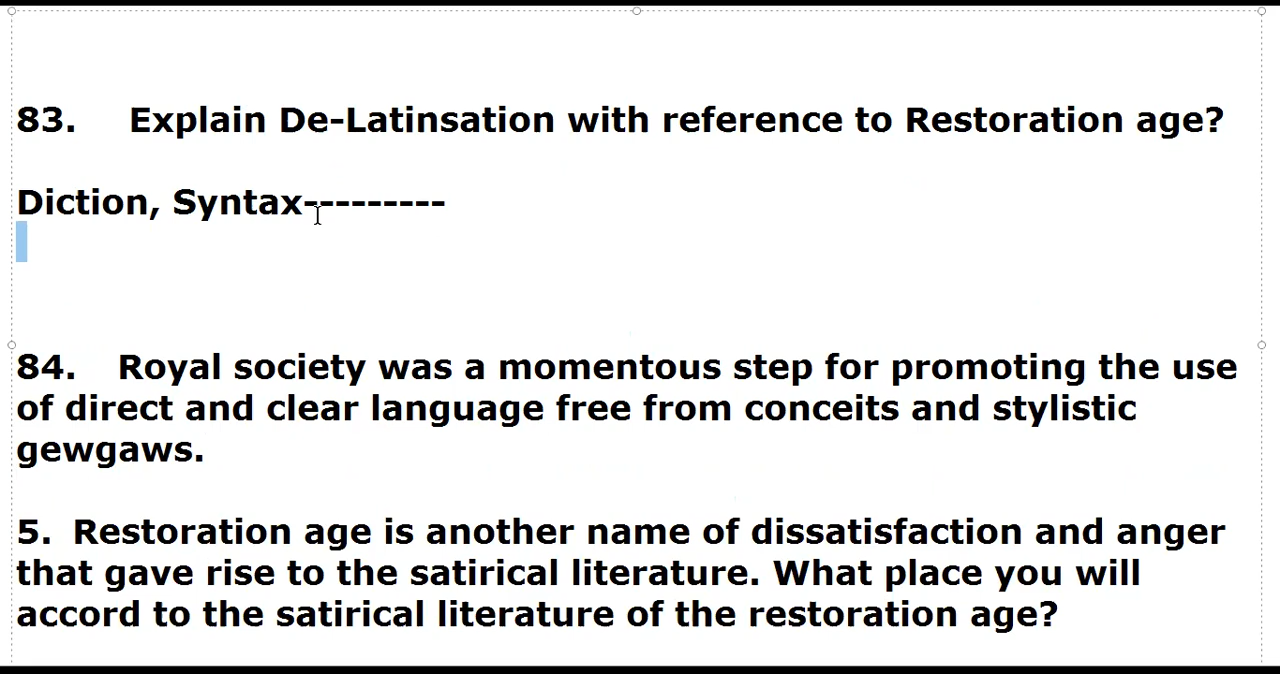 83. Explain De-Latinsation with reference to Restoration age?
Diction, Syntax---------
84. Royal society was a momentous step for promoting the use
of direct and clear language free from conceits and stylistic
gewgaws.
5. Restoration age is another name of dissatisfaction and anger
that gave rise to the satirical literature. What place you will
accord to the satirical literature of the restoration age?